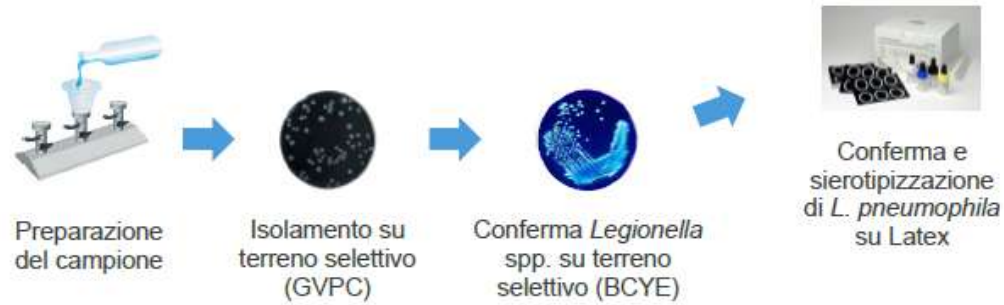 Preparazione
del campione
Isolamento su
terreno selettivo
(GVPC)
Conferma Legionella
spp. su terreno
selettivo (BCYE)
Conferma e
sierotipizzazione
di L. pneumophila
su Latex